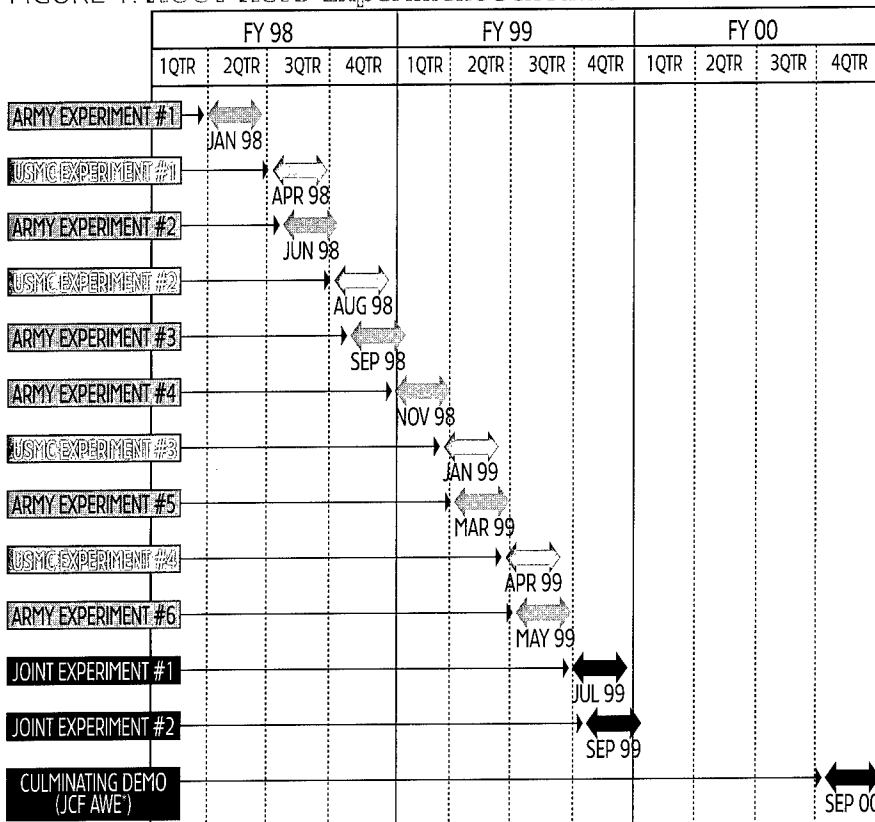 FY 98 FY 99 FY 00
1QTR 2QTR 3QTR 4QTR 1QTR 2QTR 3QTR 4QTR 1QTR 2QTR 3QTR 4QTR
ARMY EXPERIMENT #1
JAN 98
USMC EXPERIMENT #1
APR 98
ARMY EXPERIMENT #2
JUN 98
USMC EXPERIMENT #2
AUG 98
ARMY EXPERIMENT #3
SEP 98
ARMY EXPERIMENT #4
NOV 98
USMC EXPERIMENT #3
JAN 99
ARMY EXPERIMENT #5
MAR 99
USMC EXPERIMENT #4
APR 99
ARMY EXPERIMENT #6
MAY 99
JOINT EXPERIMENT #1
JUL 99
JOINT EXPERIMENT #2
SEP 99
CULMINATING DEMO
(JCF AWE*)
SEP 00